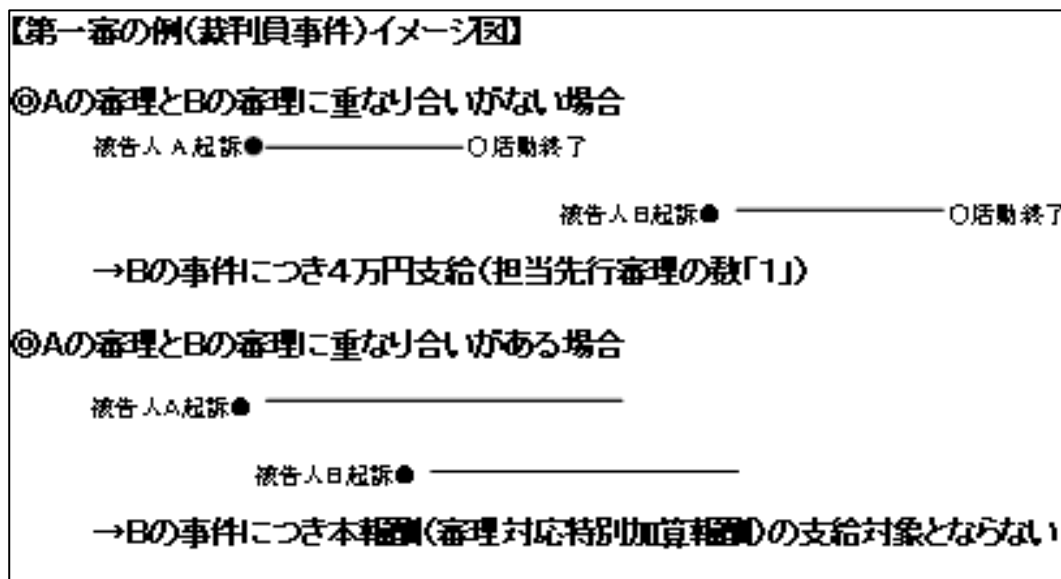 【第一審の例(裁判員事件)イメージ図】
◎Aの審理とBの審理に重なり合いがない場合
被告人A起訴●――――○活動終了
被告人B起訴● ――――○活動終了
→Bの事件につき4万円支給(担当先行審理の数「1」)
◎Aの審理とBの審理に重なり合いがある場合
被告人A起訴●
被告人B起訴●
→Bの事件につき本報酬(審理対応特別加算報酬)の支給対象とならない